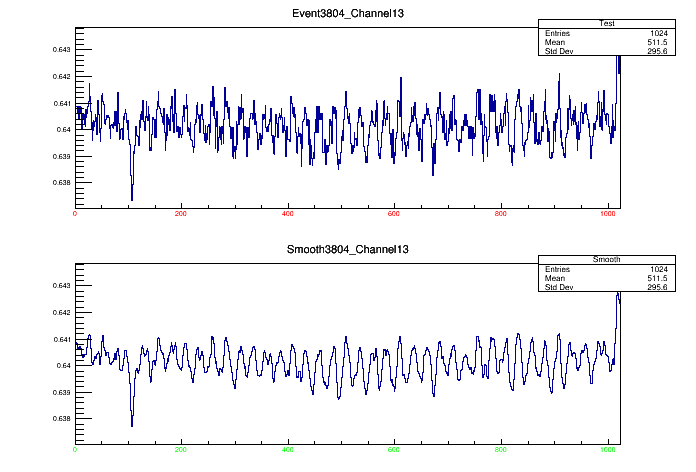 Event3804_Channel13
Test
Entries 1024
Mean 511.5
Std Dev 295.6
0.643
0.642
0.641
0.64
0.639
0.638
0 200 400 600 800 1000
Smooth3804_Channel13
Smooth
Entries 1024
Mean 511.5
Std Dev 295.6
0.643
0.642
0.641
0.64
0.639
0.638
0 200 400 600 800 1000